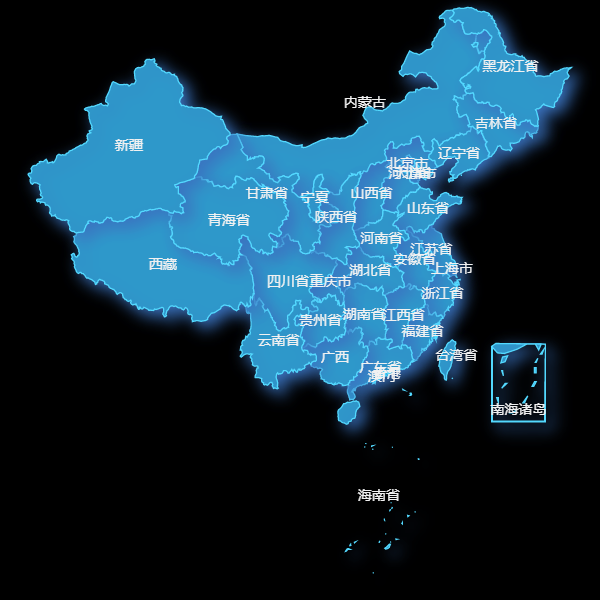 黑龙江省
内蒙古
吉林省
新疆
辽宁省
北京市
河北省
天津市
甘肃省
宁夏
山西省
山东省
青海省
陕西省
河南省
江苏省
安徽省
西藏
湖北省
上海市
四川省
重庆市
浙江省
贵州省
湖南省
江西省
福建省
云南省
广西
台湾省
广东省
澳门
南海诸岛
海南省